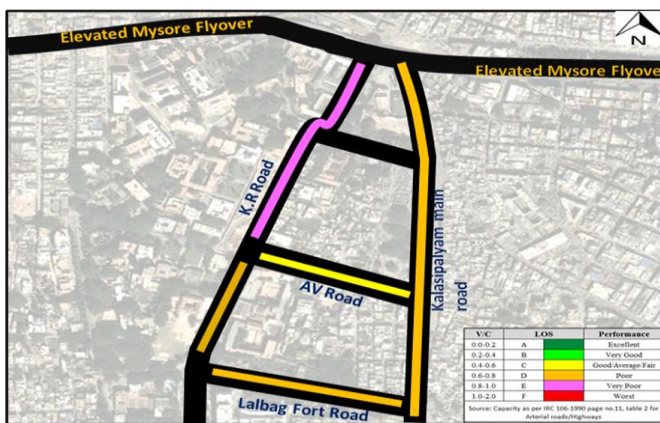 Elevated Mysore Flyover
N
Elevated Mysore Flyove
K.R Road
Kalasipalyam main
road
AV Road
Lalbag Fort Road
V/C LOS Performance
0.0-0.2 A Excellent
0.2-0.4 B Very Good
0.4-0.6 C Good/Average/Fair
0.6-0.8 D Poor
0.8-1.0 E Very Poor
1.0-2.0 F Worst
Source: Capacity as per IRC 106-1990 page no.11, table 2 for
Arterial roads/Highways